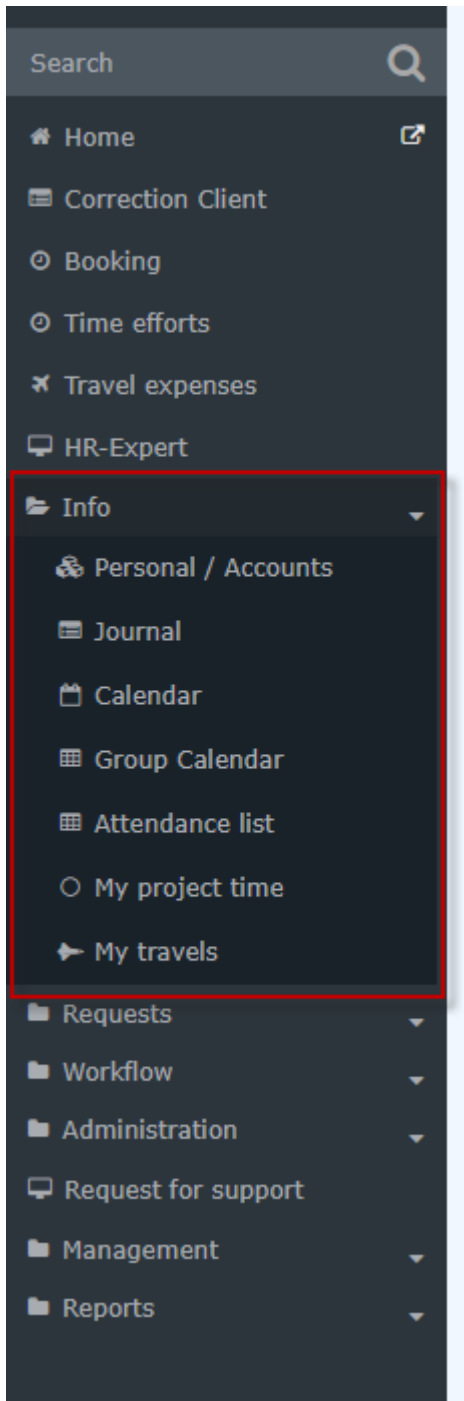 Search
Home
Correction Client
Booking
Time efforts
Travel expenses
HR-Expert
Info
Personal / Accounts
Journal
Calendar
Group Calendar
Attendance list
My project time
My travels
Requests
Workflow
Administration
Request for support
Management
Reports